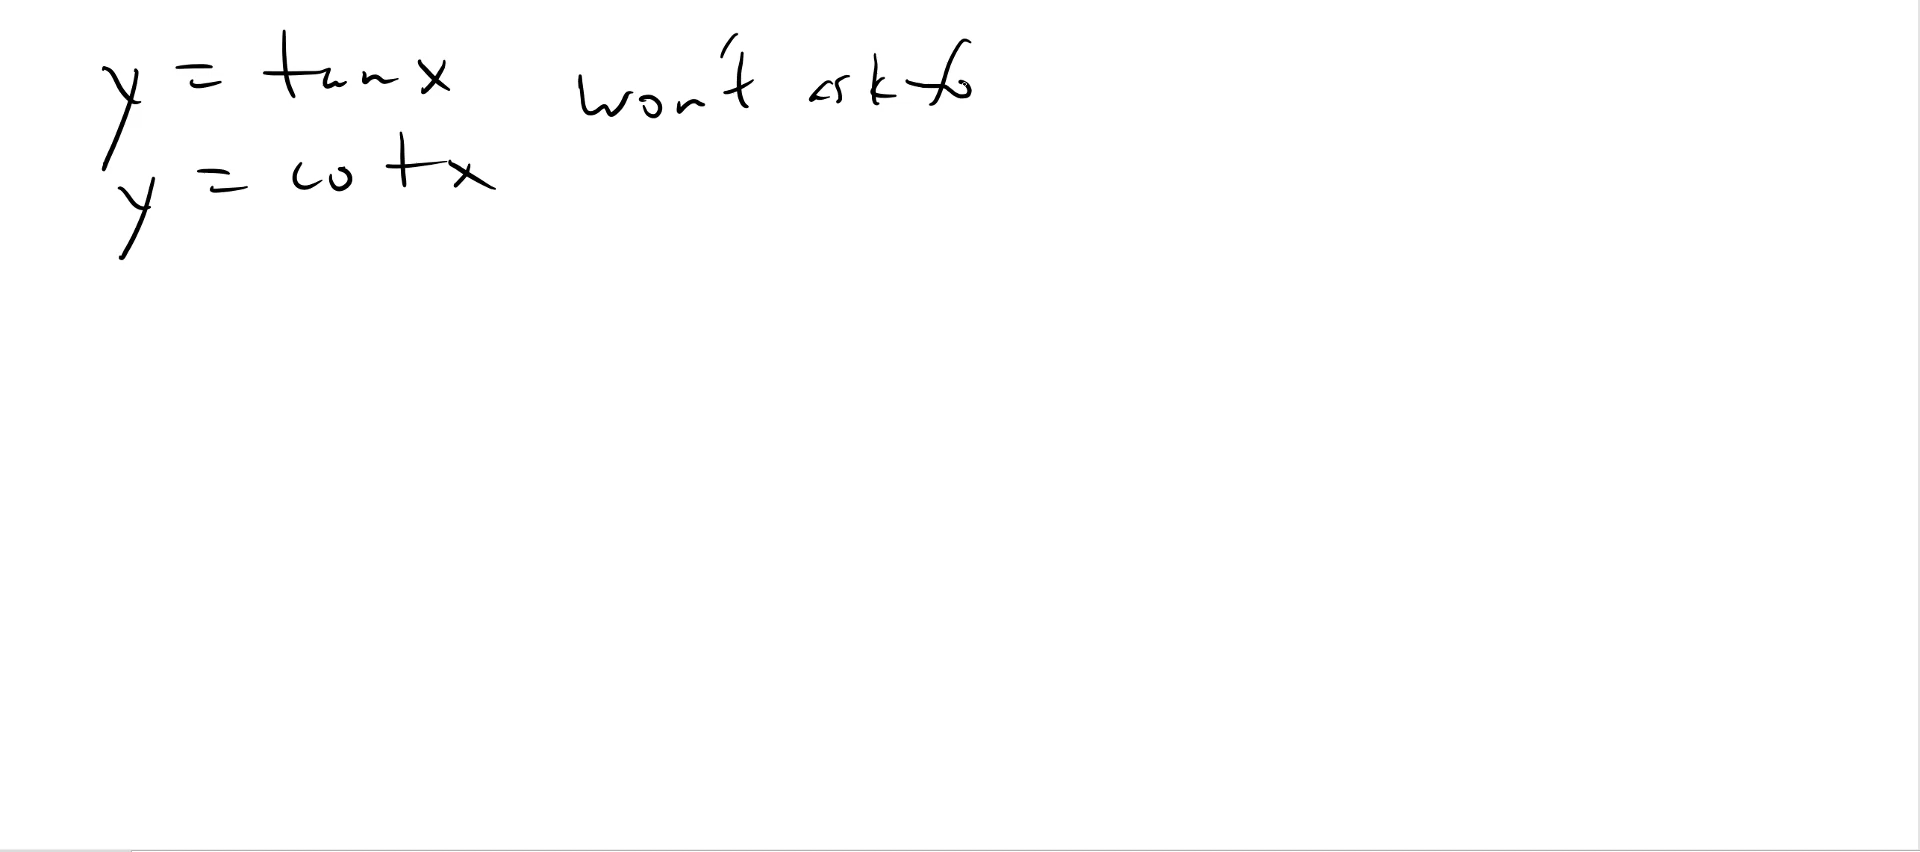 y = tan x won't ask fo
y = cot x